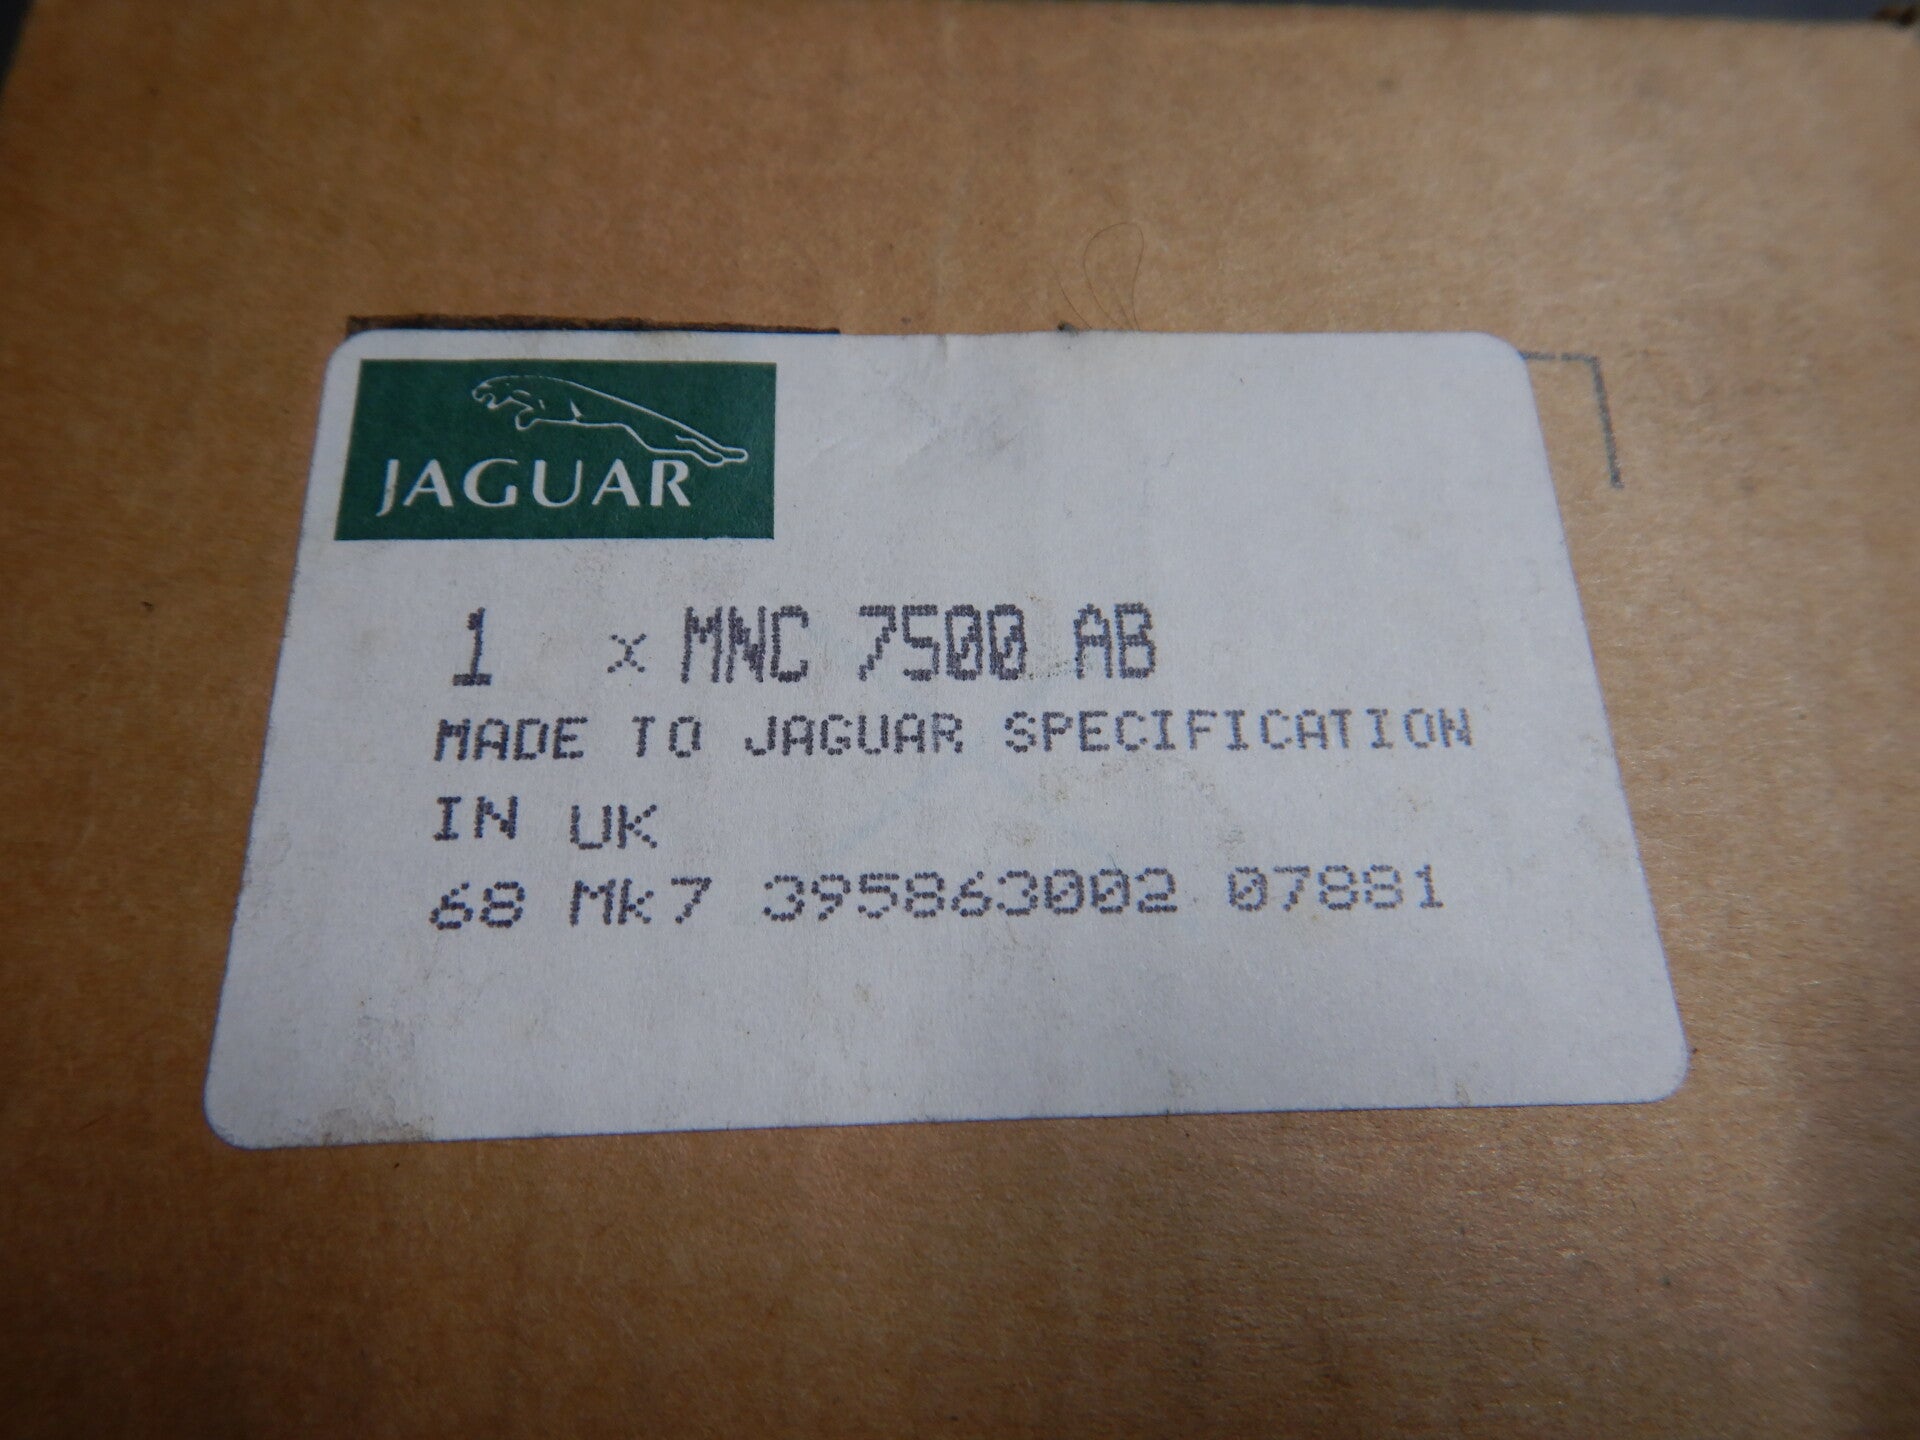 JAGUAR
1 x MNC 7500 AB
MADE TO JAGUAR SPECIFICATION
IN UK
68 Mk7 395863002 07881